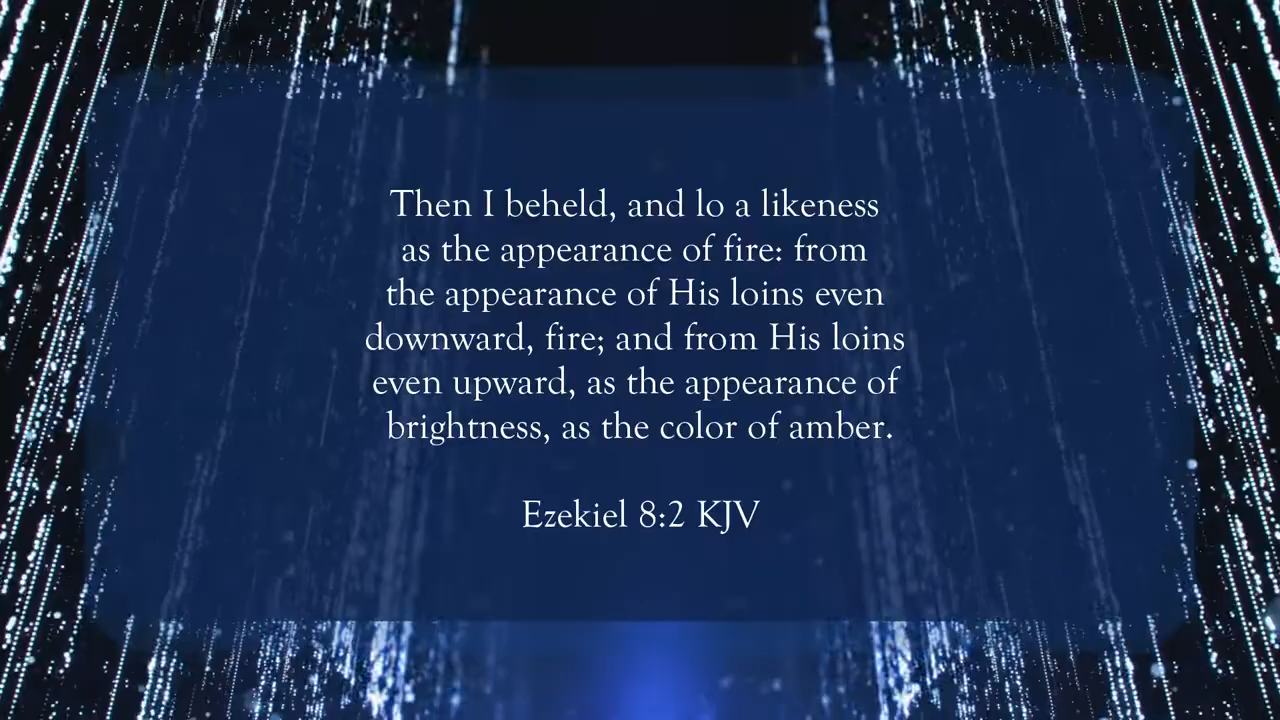 Then I beheld, and lo a likeness
as the appearance of fire: from
the appearance of His loins even
downward, fire; and from His loins
even upward, as the appearance of
brightness, as the color of amber.
Ezekiel 8:2 KJV